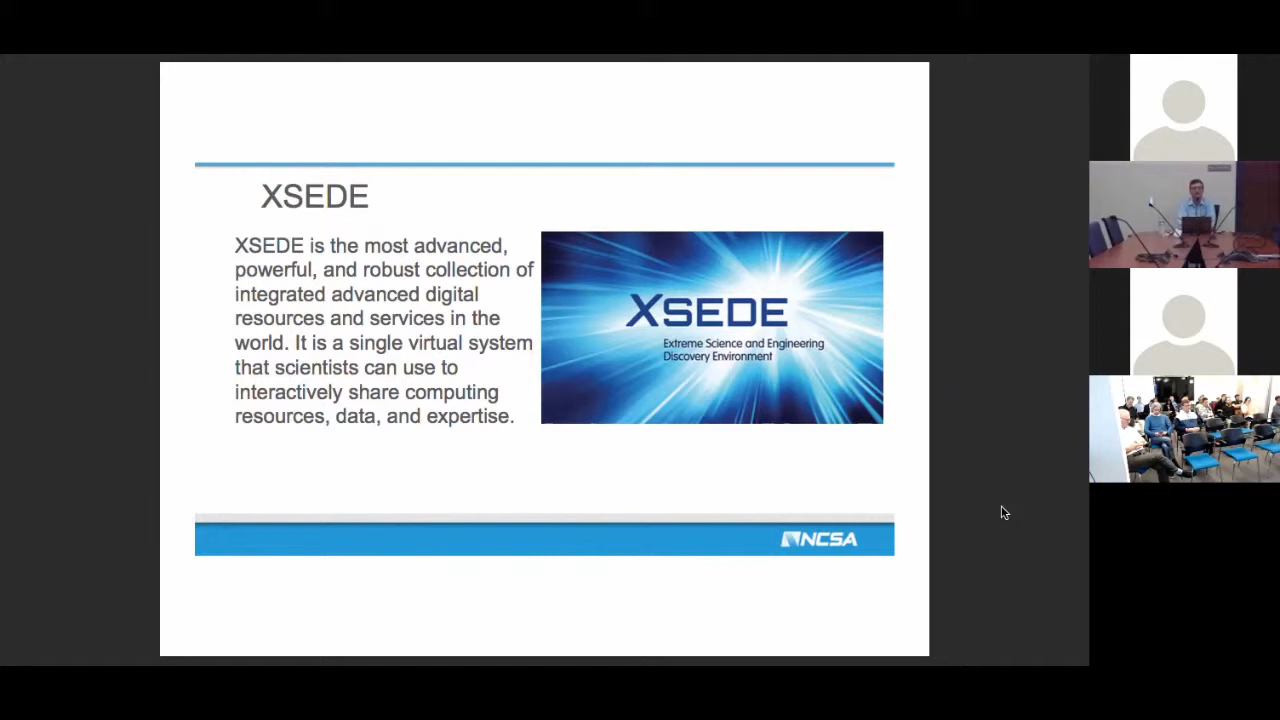 XSEDE
XSEDE is the most advanced,
powerful, and robust collection of
integrated advanced digital
resources and services in the
world. It is a single virtual system
that scientists can use to
interactively share computing
resources, data, and expertise.
XSEDE
Extreme Science and Engineering
Discovery Environment
NCSA